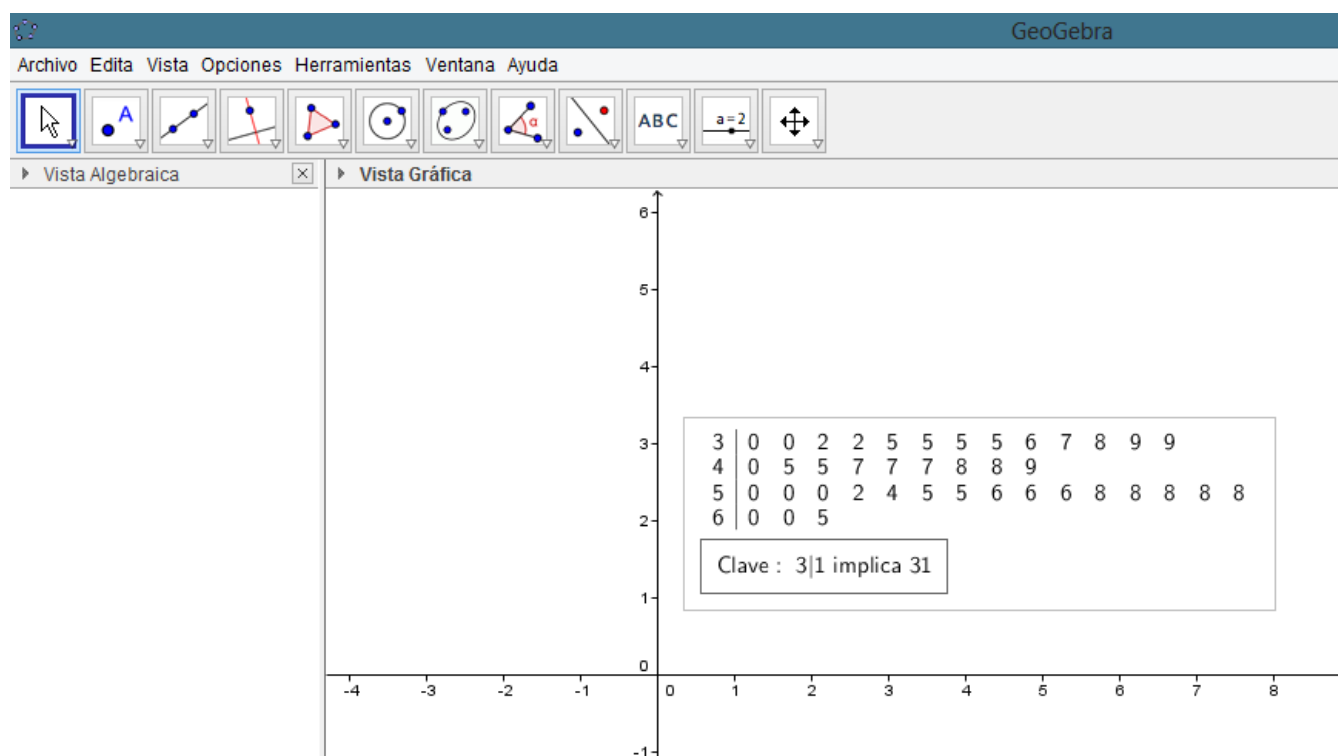 GeoGebra
Archivo Edita Vista Opciones Herramientas Ventana Ayuda
A
α
ABC
a=2
Vista Algebraica
Vista Gráfica
6
5
4
3
2
1
0
-1
-4 -3 -2 -1 0 1 2 3 4 5 6 7 8
3 | 0 0 2 2 5 5 5 5 6 7 8 9 9
4 | 0 5 5 7 7 7 8 8 9
5 | 0 0 0 2 4 5 5 6 6 6 8 8 8 8 8
6 | 0 0 5
Clave : 3|1 implica 31